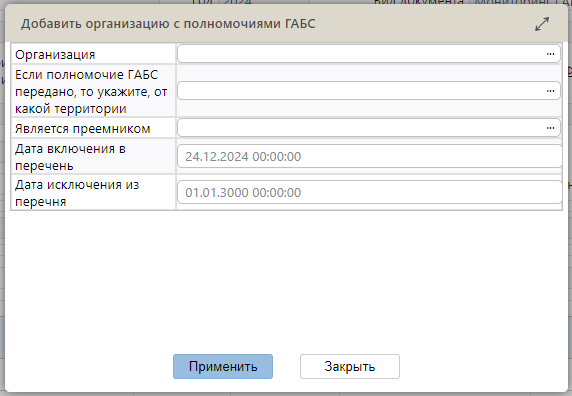 Год 2024 Вид документа Мониторинг
Добавить организацию с полномочиями ГАБС
Организация ...
Если полномочие ГАБС
передано, то укажите, от ...
какой территории
Является преемником ...
Дата включения в
перечень
24.12.2024 00:00:00
Дата исключения из
перечня
01.01.3000 00:00:00
Применить Закрыть